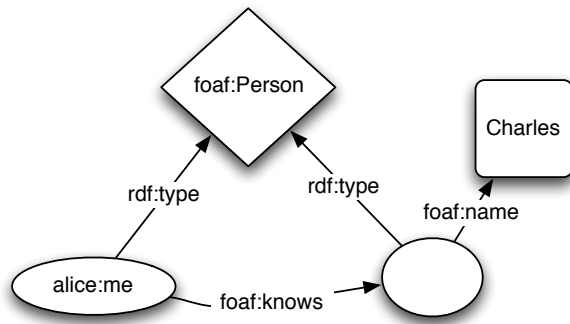 foaf:Person
Charles
rdf:type
rdf:type
foaf:name
alice:me
foaf:knows